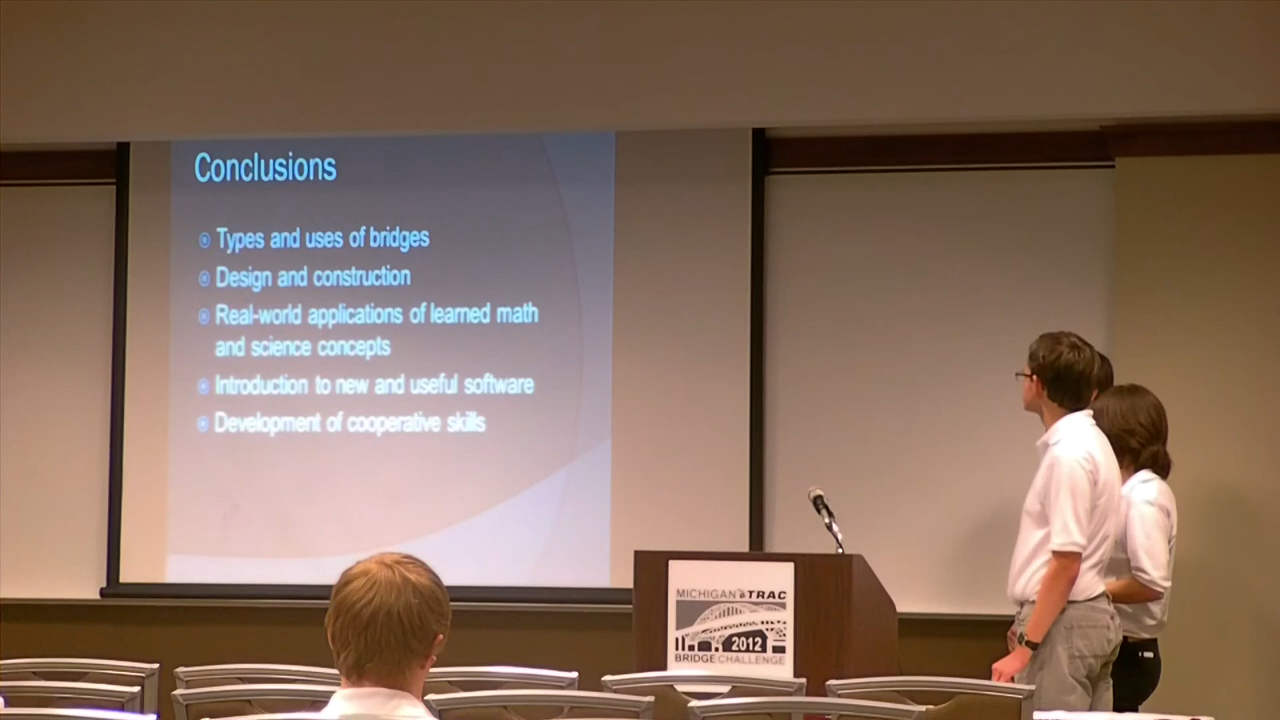 Conclusions
Types and uses of bridges
Design and construction
Real-world applications of learned math
and science concepts
Introduction to new and useful software
Development of cooperative skills
MICHIGAN TRAC
2012
BRIDGE CHALLENGE